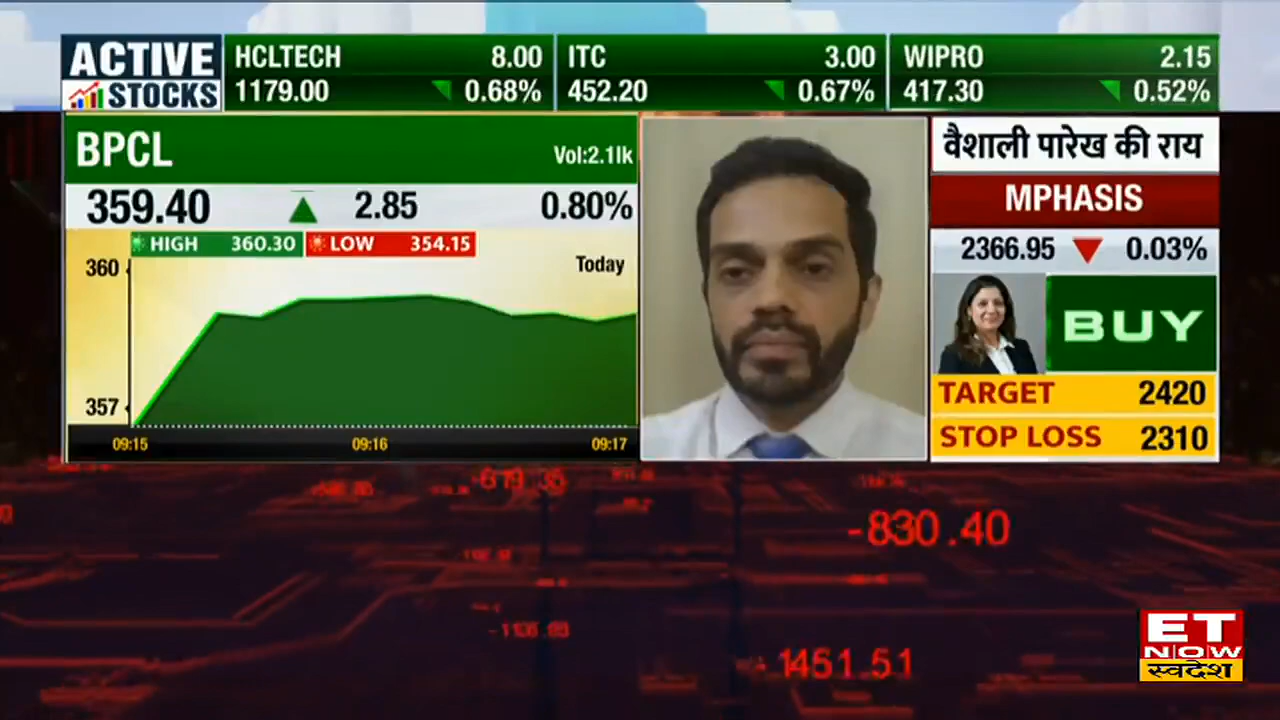 ACTIVE STOCKS
HCLTECH 8.00
1179.00 0.68%
ITC 3.00
452.20 0.67%
WIPRO 2.15
417.30 0.52%
BPCL
Vol:2.1lk
359.40 2.85 0.80%
HIGH 360.30 LOW 354.15
Today
360
357
09:15 09:16 09:17
वैशाली पारेख की राय
MPHASIS
2366.95 0.03%
BUY
TARGET 2420
STOP LOSS 2310
-830.40
-1451.51
ET
NOW
स्वदेश